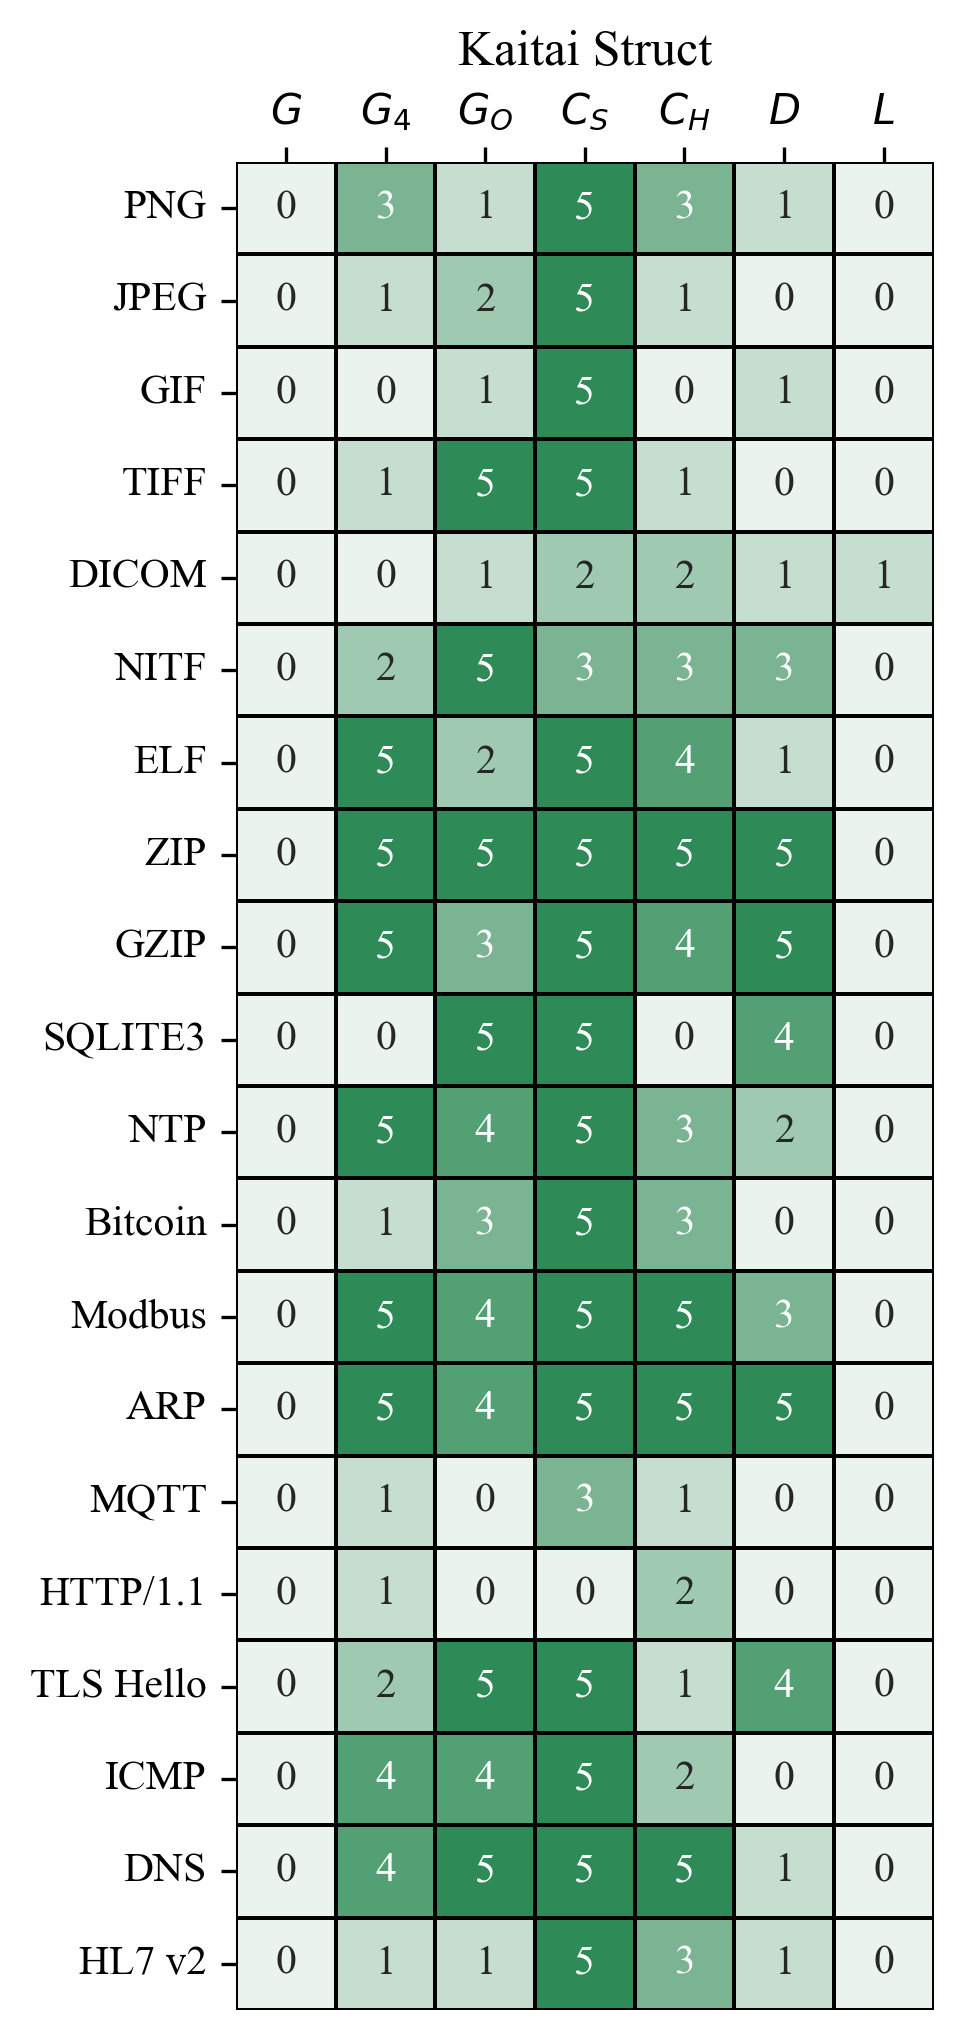 Kaitai Struct
G G₄ G_O C_S C_H D L
PNG 0 3 1 5 3 1 0
JPEG 0 1 2 5 1 0 0
GIF 0 0 1 5 0 1 0
TIFF 0 1 5 5 1 0 0
DICOM 0 0 1 2 2 1 1
NITF 0 2 5 3 3 3 0
ELF 0 5 2 5 4 1 0
ZIP 0 5 5 5 5 5 0
GZIP 0 5 3 5 4 5 0
SQLITE3 0 0 5 5 0 4 0
NTP 0 5 4 5 3 2 0
Bitcoin 0 1 3 5 3 0 0
Modbus 0 5 4 5 5 3 0
ARP 0 5 4 5 5 5 0
MQTT 0 1 0 3 1 0 0
HTTP/1.1 0 1 0 0 2 0 0
TLS Hello 0 2 5 5 1 4 0
ICMP 0 4 4 5 2 0 0
DNS 0 4 5 5 5 1 0
HL7 v2 0 1 1 5 3 1 0